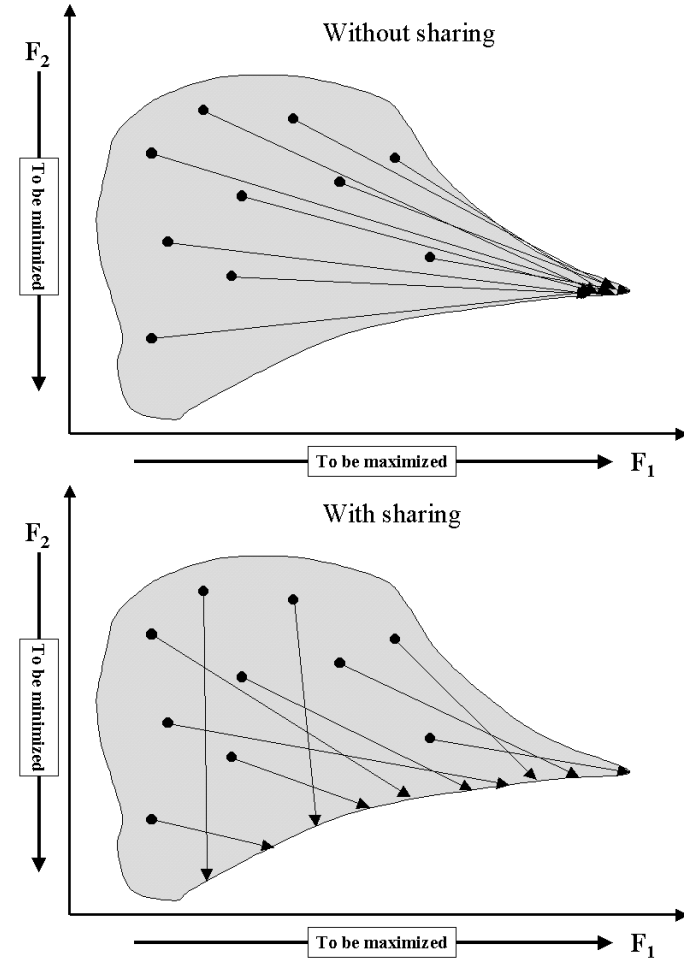 Without sharing
F₂
To be minimized
To be maximized
F₁
With sharing
F₂
To be minimized
To be maximized
F₁